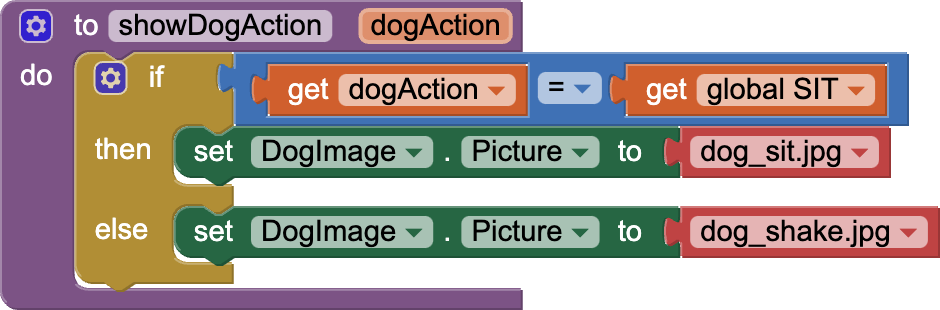 to showDogAction dogAction
do if get dogAction = get global SIT
then set DogImage . Picture to dog_sit.jpg
else set DogImage . Picture to dog_shake.jpg